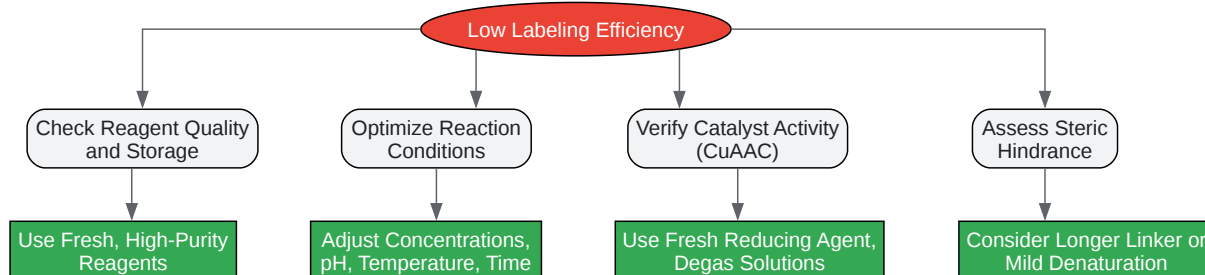 Low Labeling Efficiency
Check Reagent Quality
and Storage
Optimize Reaction
Conditions
Verify Catalyst Activity
(CuAAC)
Assess Steric
Hindrance
Use Fresh, High-Purity
Reagents
Adjust Concentrations,
pH, Temperature, Time
Use Fresh Reducing Agent,
Degas Solutions
Consider Longer Linker or
Mild Denaturation